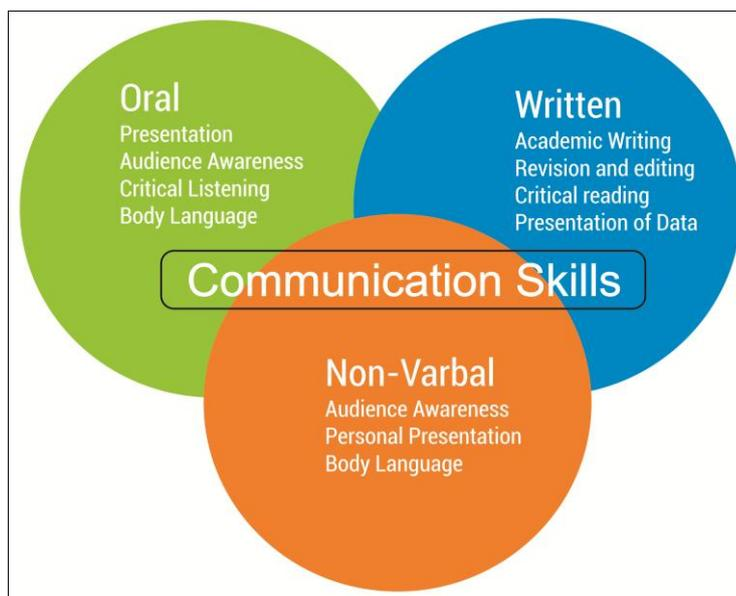 Oral
Presentation
Audience Awareness
Critical Listening
Body Language
Written
Academic Writing
Revision and editing
Critical reading
Presentation of Data
Communication Skills
Non-Varbal
Audience Awareness
Personal Presentation
Body Language